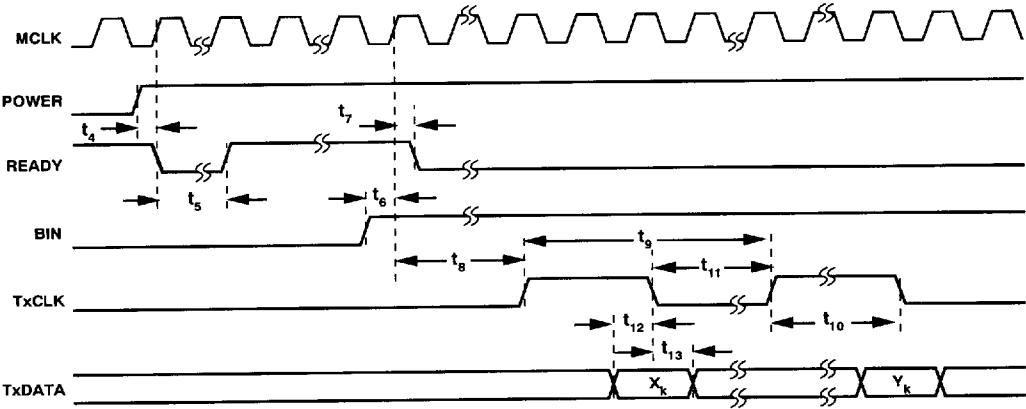 MCLK
POWER
t4
t7
READY
t5
t6
BIN
t9
t8
t11
TxCLK
t12
t10
t13
TxDATA
Xk
Yk